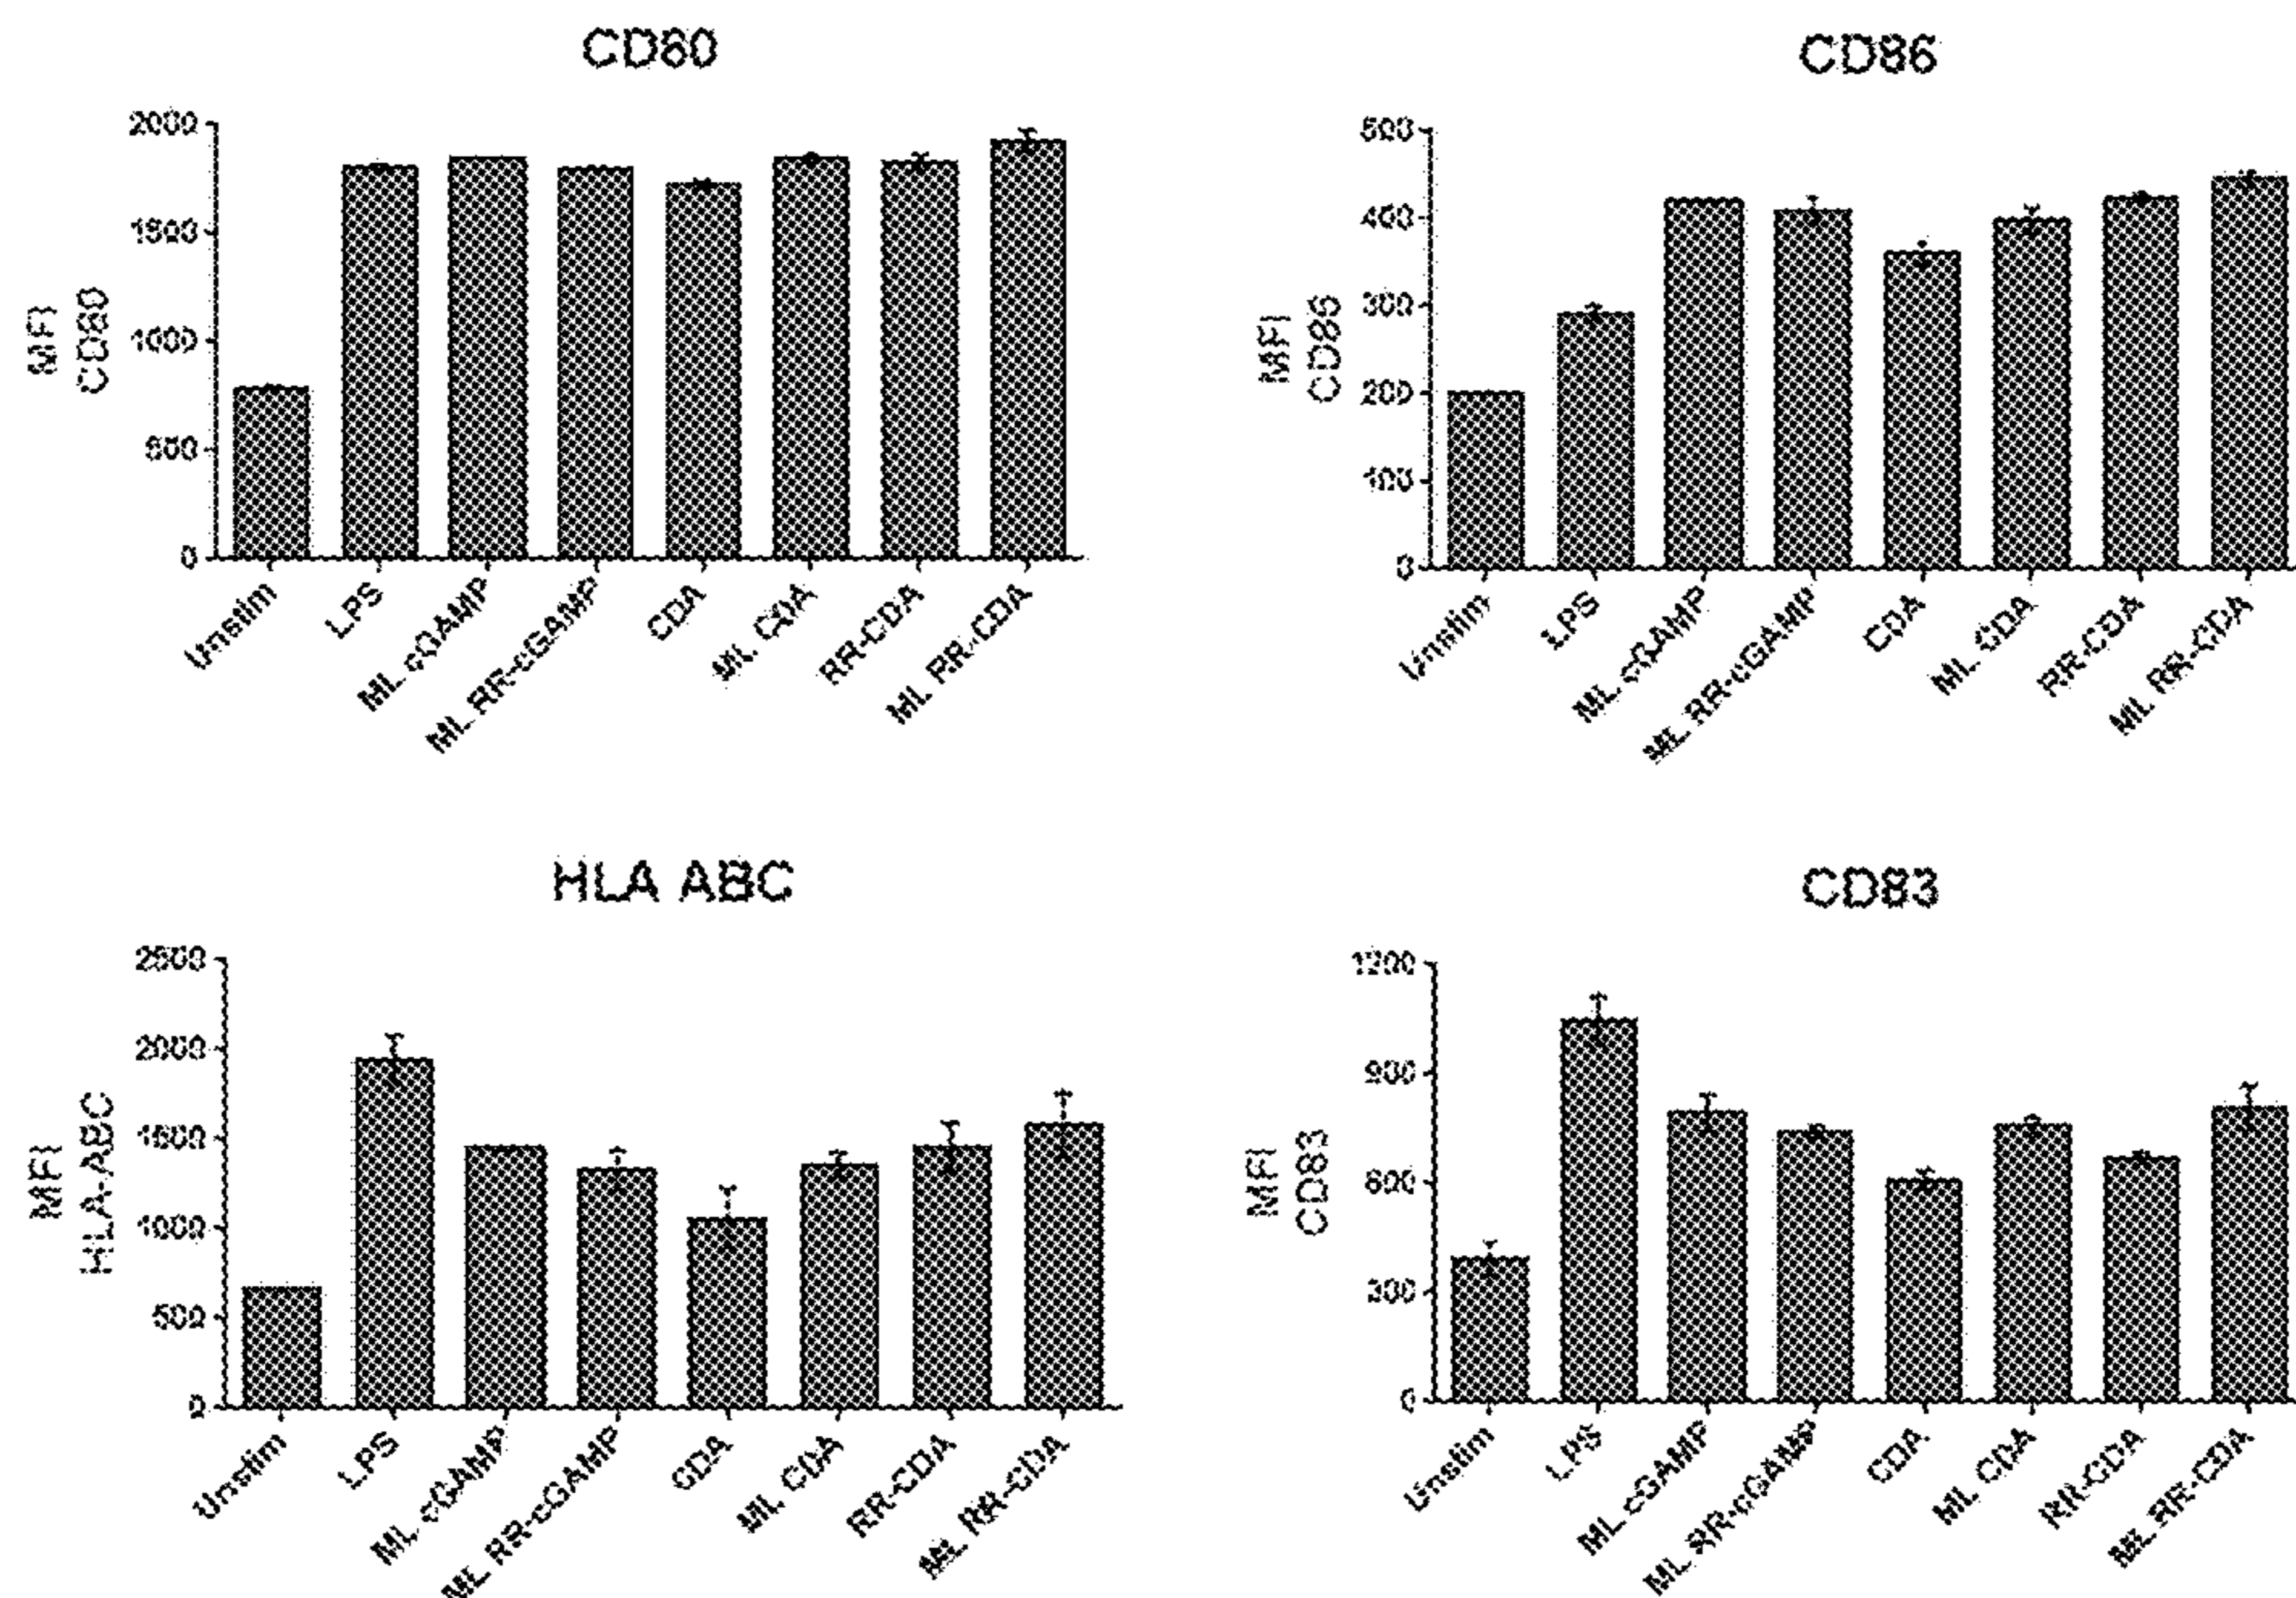 CD80
2000
1500
1000
500
0
MFI
CD80
Unstim
LPS
ML cGAMP
ML RR-cGAMP
CDA
ML CDA
RR-CDA
ML RR-CDA
CD86
500
400
300
200
100
0
MFI
CD86
Unstim
LPS
ML cGAMP
ML RR-cGAMP
CDA
ML CDA
RR-CDA
ML RR-CDA
HLA ABC
2500
2000
1500
1000
500
0
MFI
HLA-ABC
Unstim
LPS
ML cGAMP
ML RR-cGAMP
CDA
ML CDA
RR-CDA
ML RR-CDA
CD83
1200
900
600
300
0
MFI
CD83
Unstim
LPS
ML cGAMP
ML RR-cGAMP
CDA
ML CDA
RR-CDA
ML RR-CDA